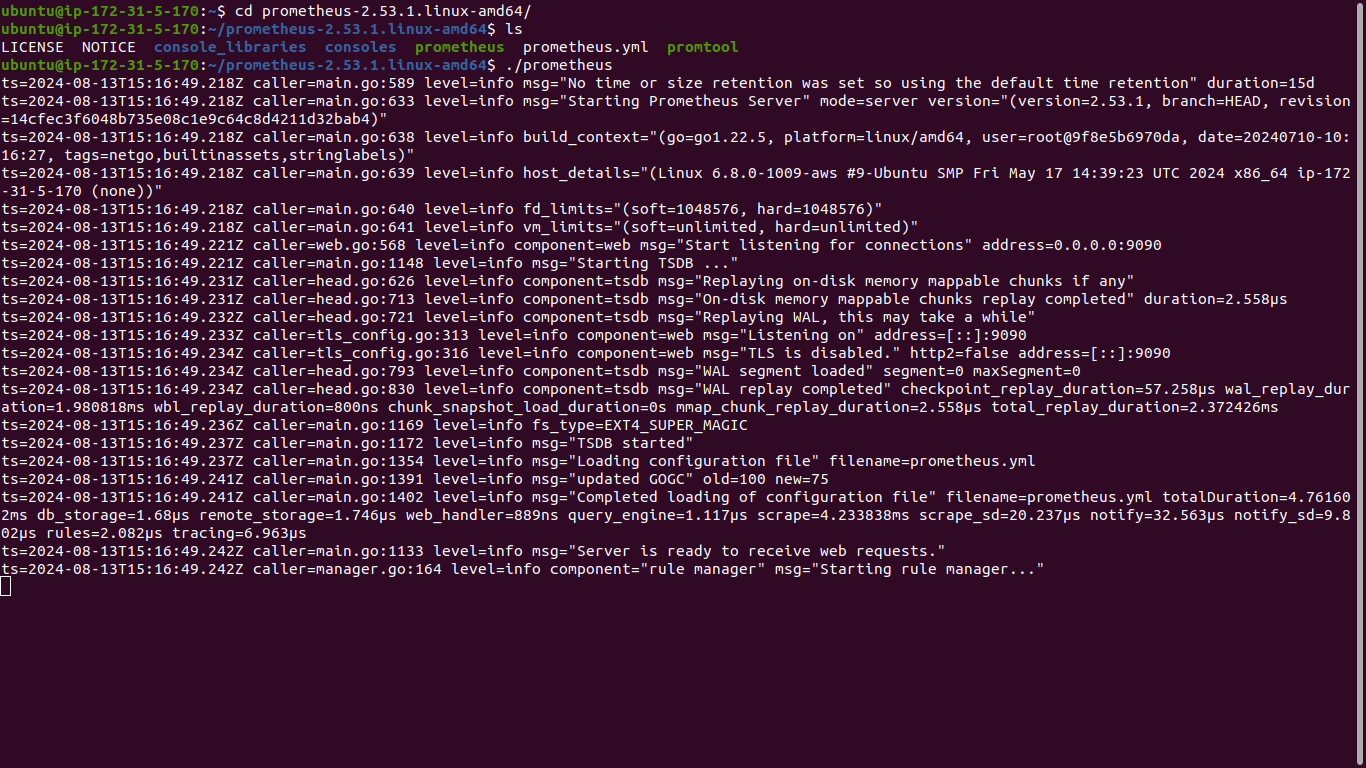 ubuntu@ip-172-31-5-170:~$ cd prometheus-2.53.1.linux-amd64/
ubuntu@ip-172-31-5-170:~/prometheus-2.53.1.linux-amd64$ ls
LICENSE  NOTICE  console_libraries  consoles  prometheus  prometheus.yml  promtool
ubuntu@ip-172-31-5-170:~/prometheus-2.53.1.linux-amd64$ ./prometheus
ts=2024-08-13T15:16:49.218Z caller=main.go:589 level=info msg="No time or size retention was set so using the default time retention" duration=15d
ts=2024-08-13T15:16:49.218Z caller=main.go:633 level=info msg="Starting Prometheus Server" mode=server version="(version=2.53.1, branch=HEAD, revision
=14cfec3f6048b735e08c1e9c64c8d4211d32bab4)"
ts=2024-08-13T15:16:49.218Z caller=main.go:638 level=info build_context="(go=go1.22.5, platform=linux/amd64, user=root@9f8e5b6970da, date=20240710-10:
16:27, tags=netgo,builtinassets,stringlabels)"
ts=2024-08-13T15:16:49.218Z caller=main.go:639 level=info host_details="(Linux 6.8.0-1009-aws #9-Ubuntu SMP Fri May 17 14:39:23 UTC 2024 x86_64 ip-172
-31-5-170 (none))"
ts=2024-08-13T15:16:49.218Z caller=main.go:640 level=info fd_limits="(soft=1048576, hard=1048576)"
ts=2024-08-13T15:16:49.218Z caller=main.go:641 level=info vm_limits="(soft=unlimited, hard=unlimited)"
ts=2024-08-13T15:16:49.221Z caller=web.go:568 level=info component=web msg="Start listening for connections" address=0.0.0.0:9090
ts=2024-08-13T15:16:49.221Z caller=main.go:1148 level=info msg="Starting TSDB ..."
ts=2024-08-13T15:16:49.231Z caller=head.go:626 level=info component=tsdb msg="Replaying on-disk memory mappable chunks if any"
ts=2024-08-13T15:16:49.231Z caller=head.go:713 level=info component=tsdb msg="On-disk memory mappable chunks replay completed" duration=2.558µs
ts=2024-08-13T15:16:49.232Z caller=head.go:721 level=info component=tsdb msg="Replaying WAL, this may take a while"
ts=2024-08-13T15:16:49.233Z caller=tls_config.go:313 level=info component=web msg="Listening on" address=[::]:9090
ts=2024-08-13T15:16:49.234Z caller=tls_config.go:316 level=info component=web msg="TLS is disabled." http2=false address=[::]:9090
ts=2024-08-13T15:16:49.234Z caller=head.go:793 level=info component=tsdb msg="WAL segment loaded" segment=0 maxSegment=0
ts=2024-08-13T15:16:49.234Z caller=head.go:830 level=info component=tsdb msg="WAL replay completed" checkpoint_replay_duration=57.258µs wal_replay_dur
ation=1.980818ms wbl_replay_duration=800ns chunk_snapshot_load_duration=0s mmap_chunk_replay_duration=2.558µs total_replay_duration=2.372426ms
ts=2024-08-13T15:16:49.236Z caller=main.go:1169 level=info fs_type=EXT4_SUPER_MAGIC
ts=2024-08-13T15:16:49.237Z caller=main.go:1172 level=info msg="TSDB started"
ts=2024-08-13T15:16:49.237Z caller=main.go:1354 level=info msg="Loading configuration file" filename=prometheus.yml
ts=2024-08-13T15:16:49.241Z caller=main.go:1391 level=info msg="updated GOGC" old=100 new=75
ts=2024-08-13T15:16:49.241Z caller=main.go:1402 level=info msg="Completed loading of configuration file" filename=prometheus.yml totalDuration=4.76160
2ms db_storage=1.68µs remote_storage=1.746µs web_handler=889ns query_engine=1.117µs scrape=4.233838ms scrape_sd=20.237µs notify=32.563µs notify_sd=9.8
02µs rules=2.082µs tracing=6.963µs
ts=2024-08-13T15:16:49.242Z caller=main.go:1133 level=info msg="Server is ready to receive web requests."
ts=2024-08-13T15:16:49.242Z caller=manager.go:164 level=info component="rule manager" msg="Starting rule manager..."